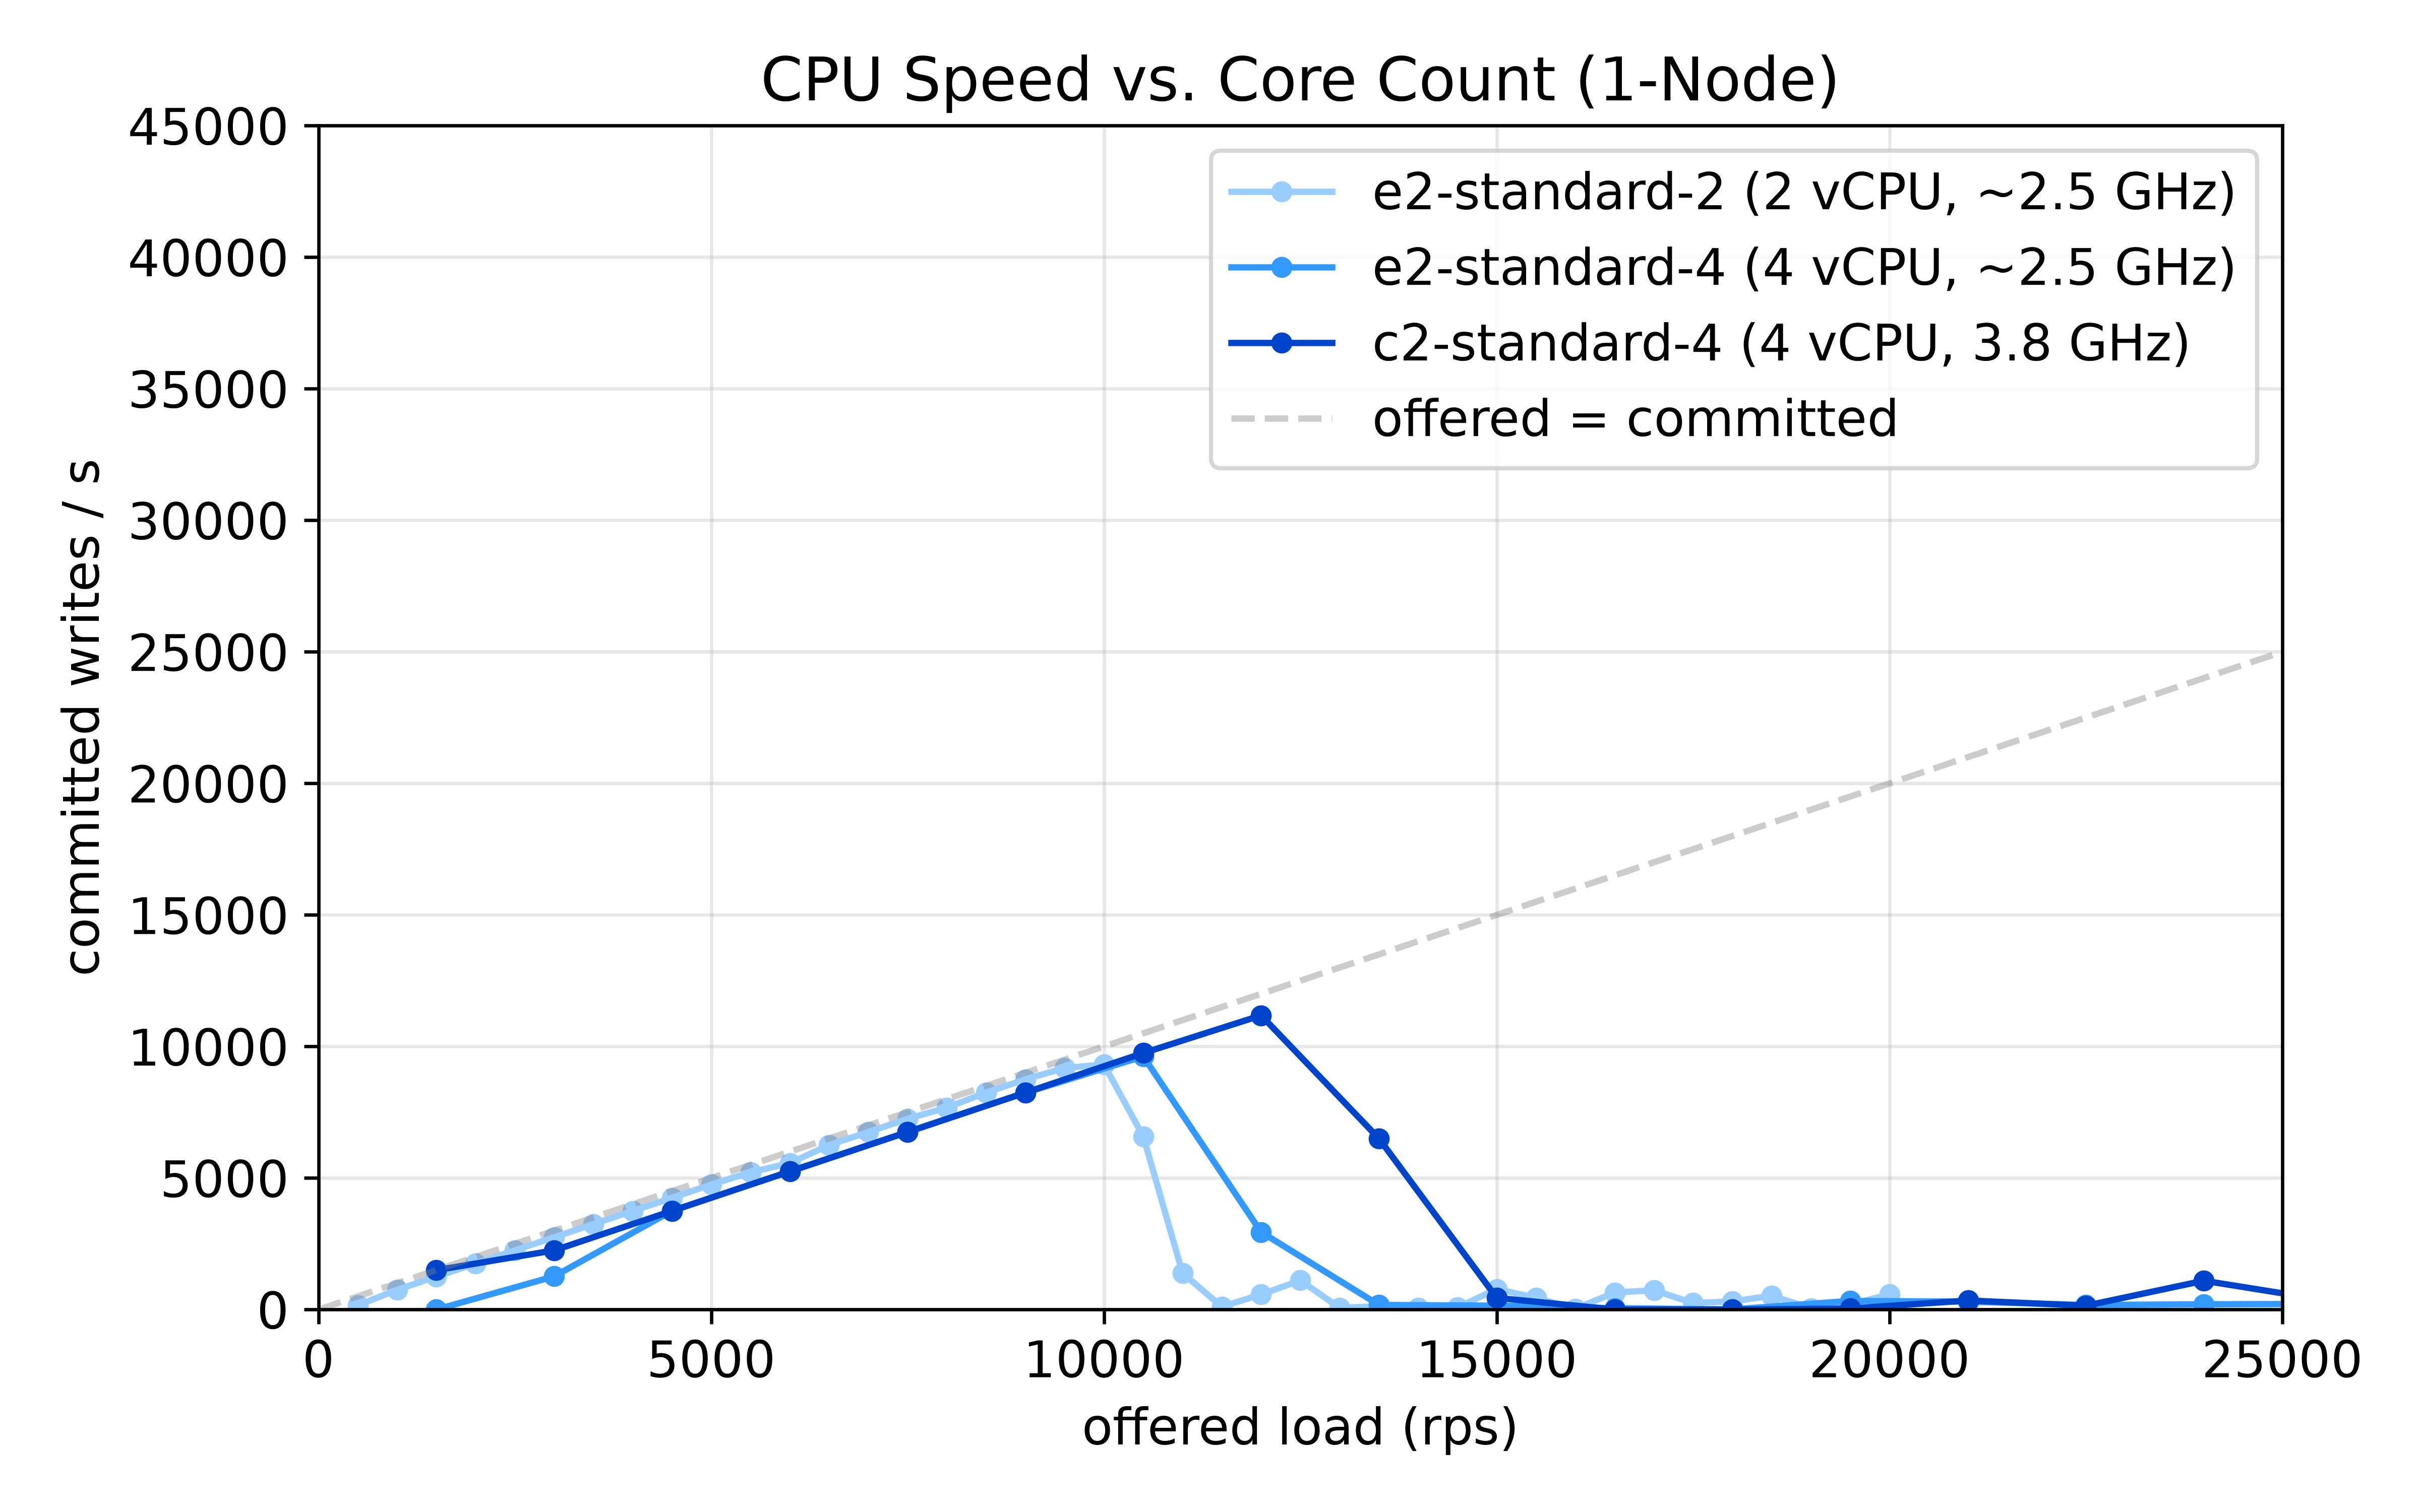 CPU Speed vs. Core Count (1-Node)
45000
40000
35000
30000
25000
20000
15000
10000
5000
0
committed writes / s
e2-standard-2 (2 vCPU, ~2.5 GHz)
e2-standard-4 (4 vCPU, ~2.5 GHz)
c2-standard-4 (4 vCPU, 3.8 GHz)
offered = committed
0 5000 10000 15000 20000 25000
offered load (rps)